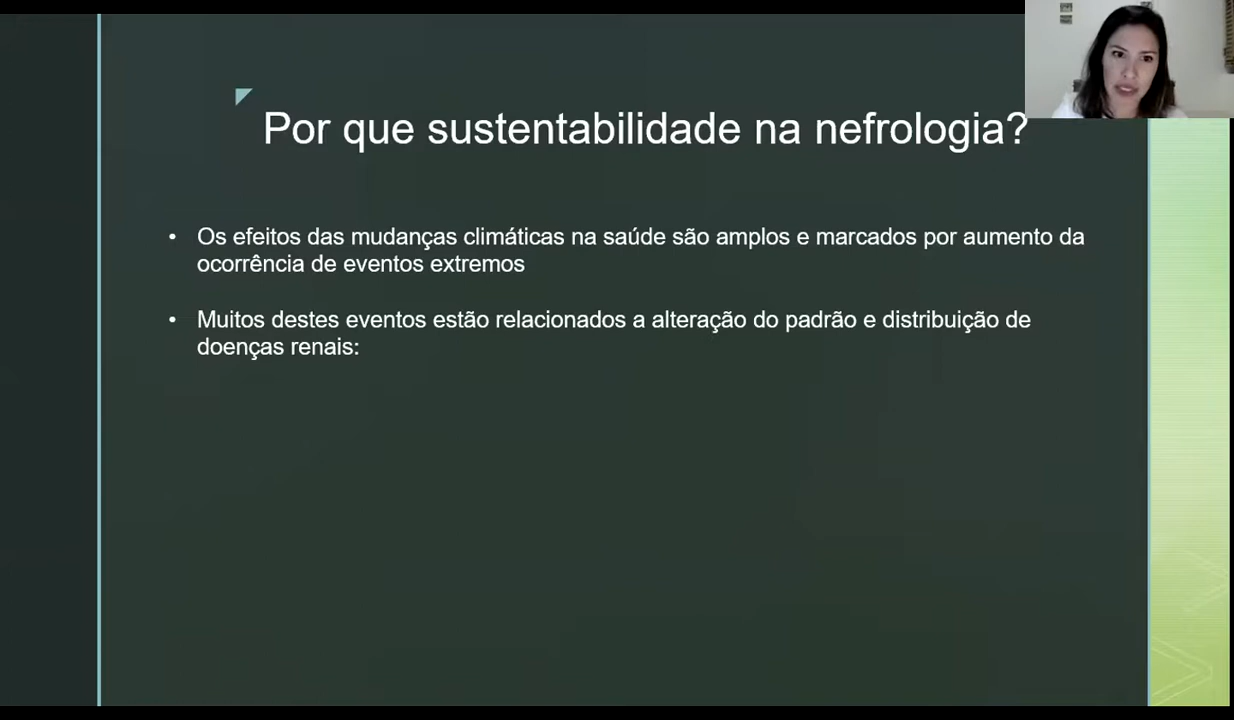 Por que sustentabilidade na nefrologia?
• Os efeitos das mudanças climáticas na saúde são amplos e marcados por aumento da
ocorrência de eventos extremos
• Muitos destes eventos estão relacionados a alteração do padrão e distribuição de
doenças renais: